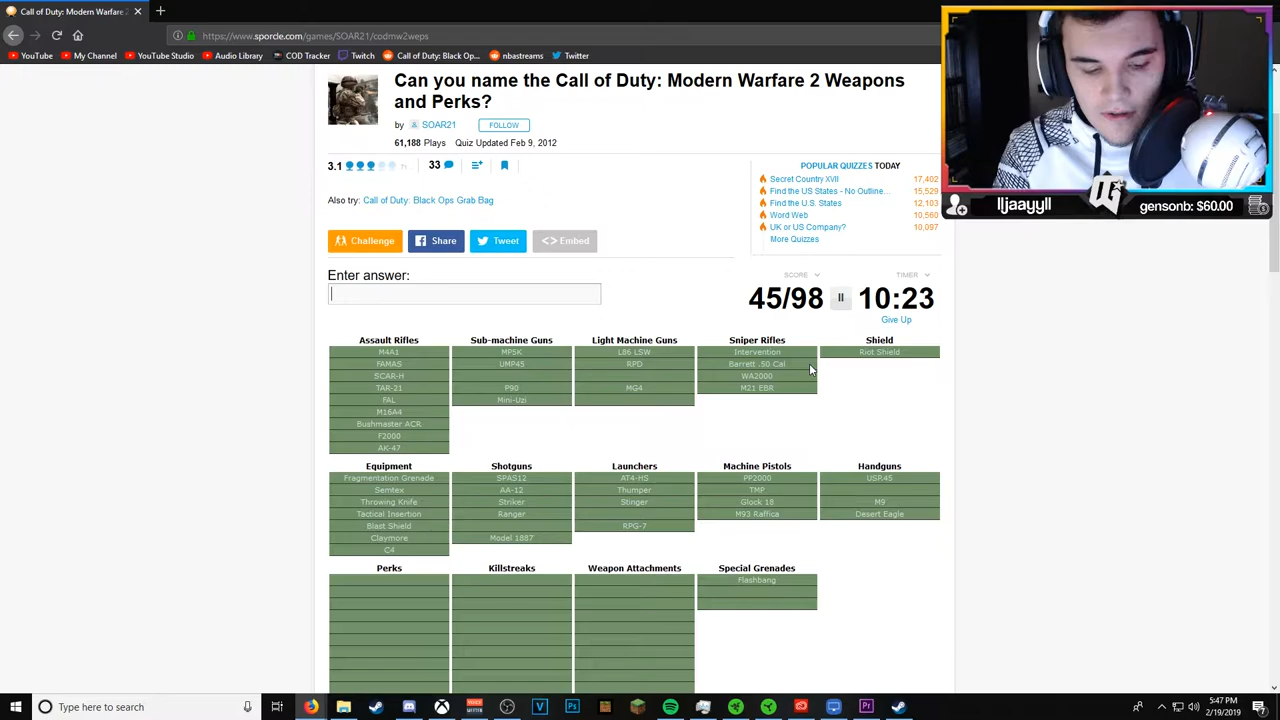 Call of Duty: Modern Warfare 2
https://www.sporcle.com/games/SOAR21/codmw2weps
YouTube My Channel YouTube Studio Audio Library COD Tracker Twitch Call of Duty: Black Op... nbastreams Twitter
Can you name the Call of Duty: Modern Warfare 2 Weapons
and Perks?
by SOAR21 FOLLOW
61,188 Plays Quiz Updated Feb 9, 2012
3.1 33
Also try: Call of Duty: Black Ops Grab Bag
POPULAR QUIZZES TODAY
Secret Country XVII 17,402
Find the US States - No Outline... 15,529
Find the U.S. States 12,103
Word Web 10,560
UK or US Company? 10,097
More Quizzes
lljaayyll
gensonb: $60.00
Challenge Share Tweet <> Embed
Enter answer:
SCORE TIMER
45/98 10:23
Give Up
Assault Rifles Sub-machine Guns Light Machine Guns Sniper Rifles Shield
M4A1 MP5K L86 LSW Intervention Riot Shield
FAMAS UMP45 RPD Barrett .50 Cal
SCAR-H WA2000
TAR-21 P90 MG4 M21 EBR
FAL Mini-Uzi
M16A4
Bushmaster ACR
F2000
AK-47
Equipment Shotguns Launchers Machine Pistols Handguns
Fragmentation Grenade SPAS12 AT4-HS PP2000 USP.45
Semtex AA-12 Thumper TMP
Throwing Knife Striker Stinger Glock 18 M9
Tactical Insertion Ranger M93 Raffica Desert Eagle
Blast Shield RPG-7
Claymore Model 1887
C4
Perks Killstreaks Weapon Attachments Special Grenades
Flashbang
Type here to search
5:47 PM
2/19/2019